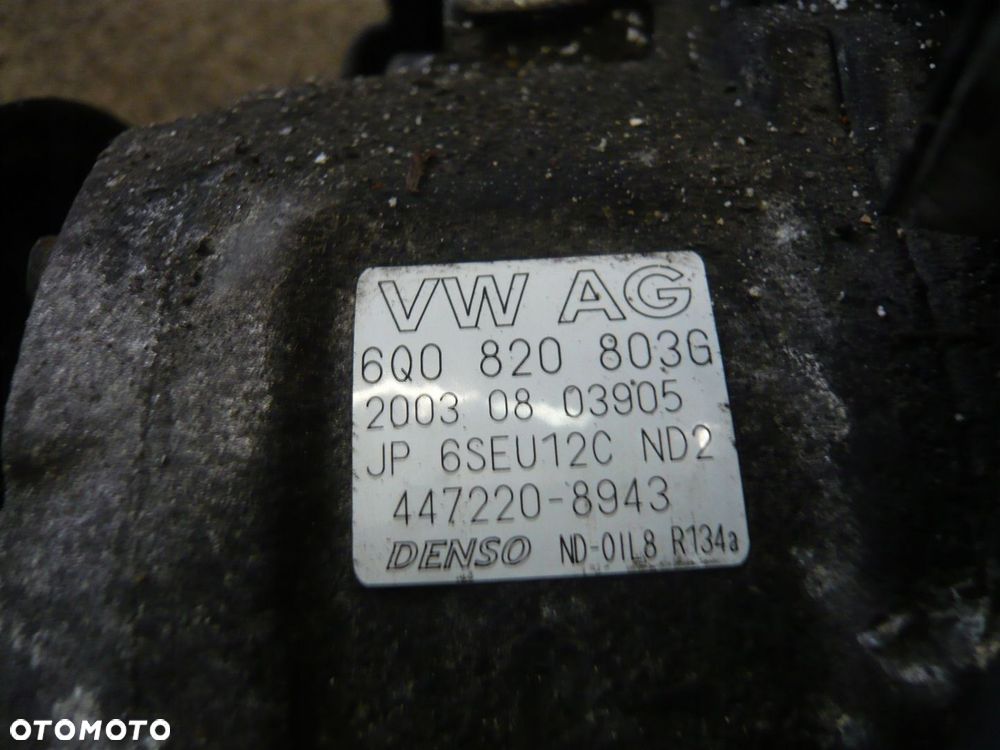 VW AG
6Q0 820 803G
2003 08 03905
JP 6SEU12C ND2
447220-8943
DENSO ND-OIL8 R134a
OTOMOTO